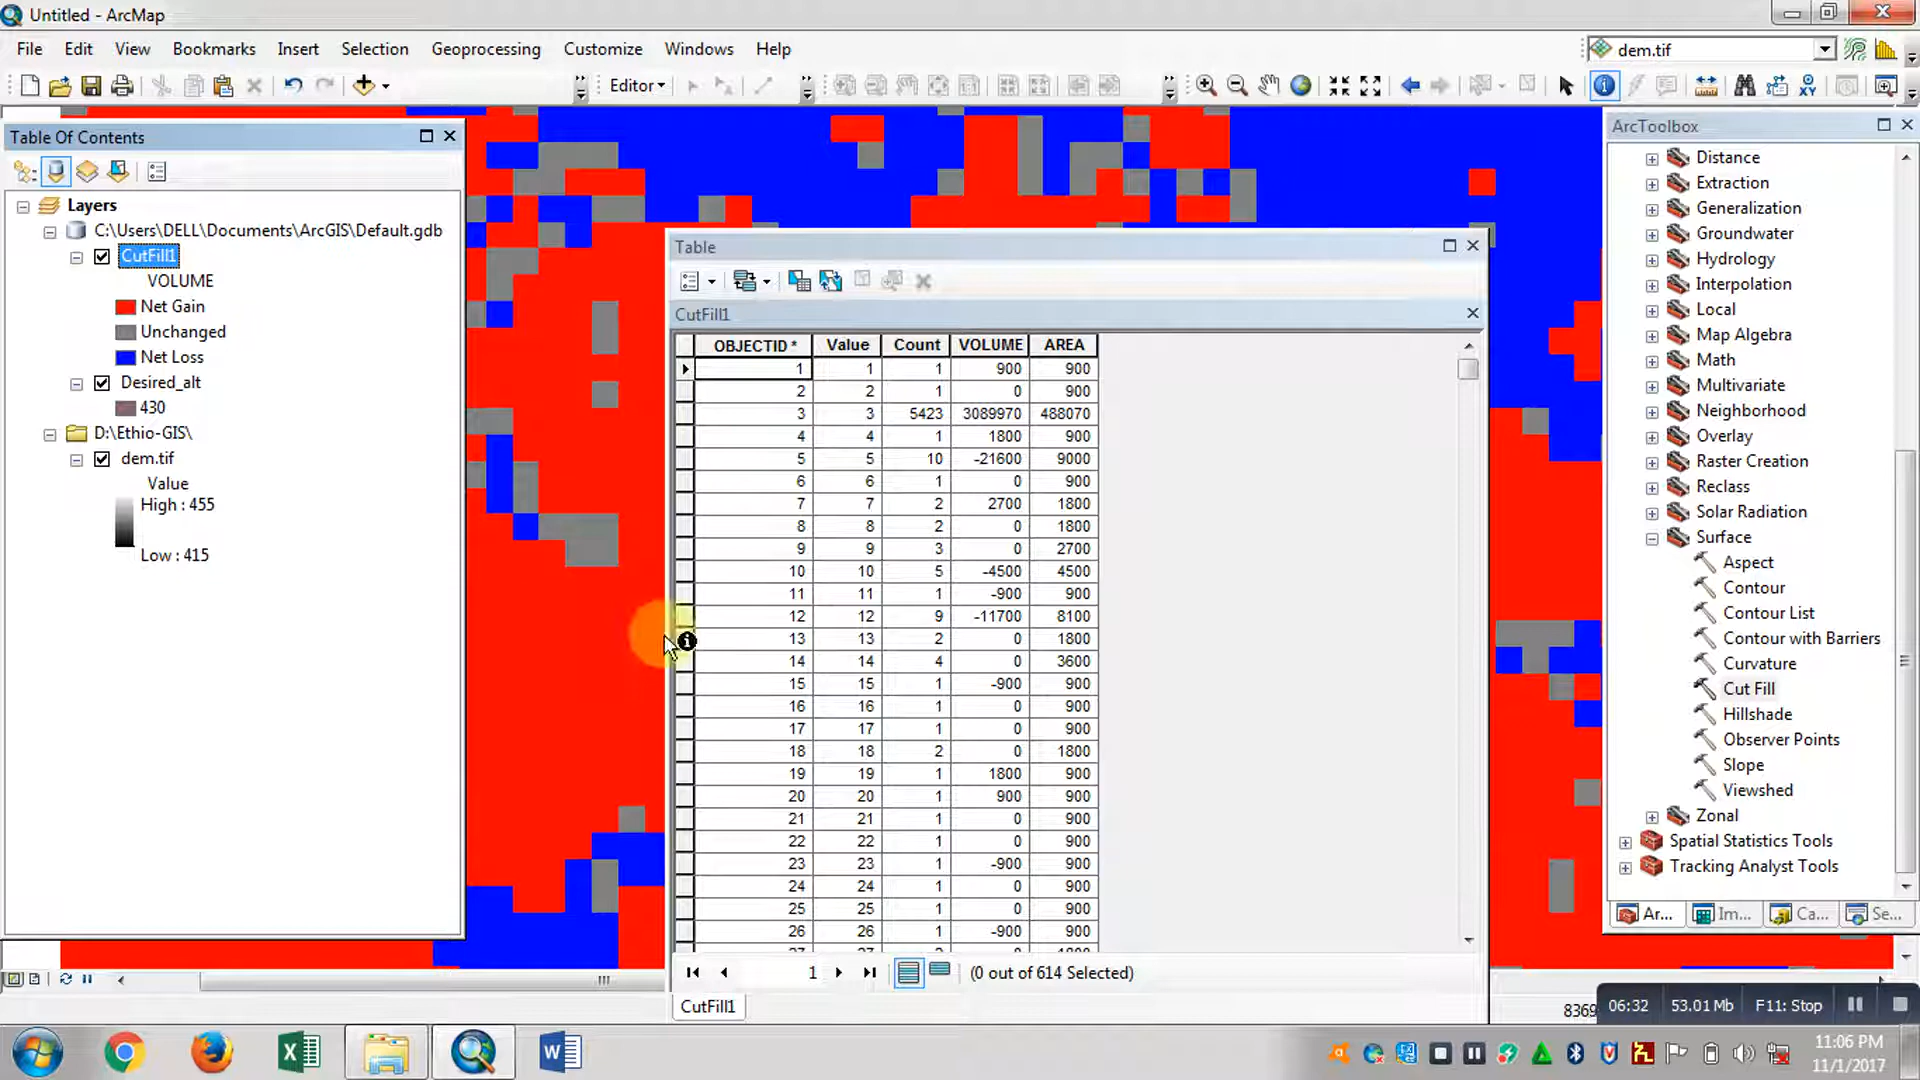 Untitled - ArcMap
File Edit View Bookmarks Insert Selection Geoprocessing Customize Windows Help
dem.tif
Editor
Table Of Contents
Layers
C:\Users\DELL\Documents\ArcGIS\Default.gdb
CutFill1
VOLUME
Net Gain
Unchanged
Net Loss
Desired_alt
430
D:\Ethio-GIS\
dem.tif
Value
High : 455
Low : 415
Table
CutFill1
OBJECTID * Value Count VOLUME AREA
1 1 1 900 900
2 2 1 0 900
3 3 5423 3089970 488070
4 4 1 1800 900
5 5 10 -21600 9000
6 6 1 0 900
7 7 2 2700 1800
8 8 2 0 1800
9 9 3 0 2700
10 10 5 -4500 4500
11 11 1 -900 900
12 12 9 -11700 8100
13 13 2 0 1800
14 14 4 0 3600
15 15 1 -900 900
16 16 1 0 900
17 17 1 0 900
18 18 2 0 1800
19 19 1 1800 900
20 20 1 900 900
21 21 1 0 900
22 22 1 0 900
23 23 1 -900 900
24 24 1 0 900
25 25 1 0 900
26 26 1 -900 900
1 (0 out of 614 Selected)
CutFill1
ArcToolbox
Distance
Extraction
Generalization
Groundwater
Hydrology
Interpolation
Local
Map Algebra
Math
Multivariate
Neighborhood
Overlay
Raster Creation
Reclass
Solar Radiation
Surface
Aspect
Contour
Contour List
Contour with Barriers
Curvature
Cut Fill
Hillshade
Observer Points
Slope
Viewshed
Zonal
Spatial Statistics Tools
Tracking Analyst Tools
Ar... Im... Ca... Se...
8369
06:32 53.01 Mb F11: Stop
11:06 PM
11/1/2017